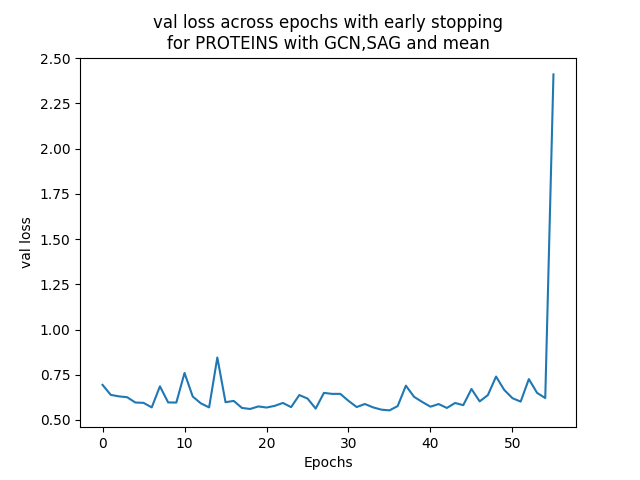 val loss across epochs with early stopping
for PROTEINS with GCN,SAG and mean
2.50
2.25
2.00
1.75
1.50
1.25
1.00
0.75
0.50
val loss
0 10 20 30 40 50
Epochs